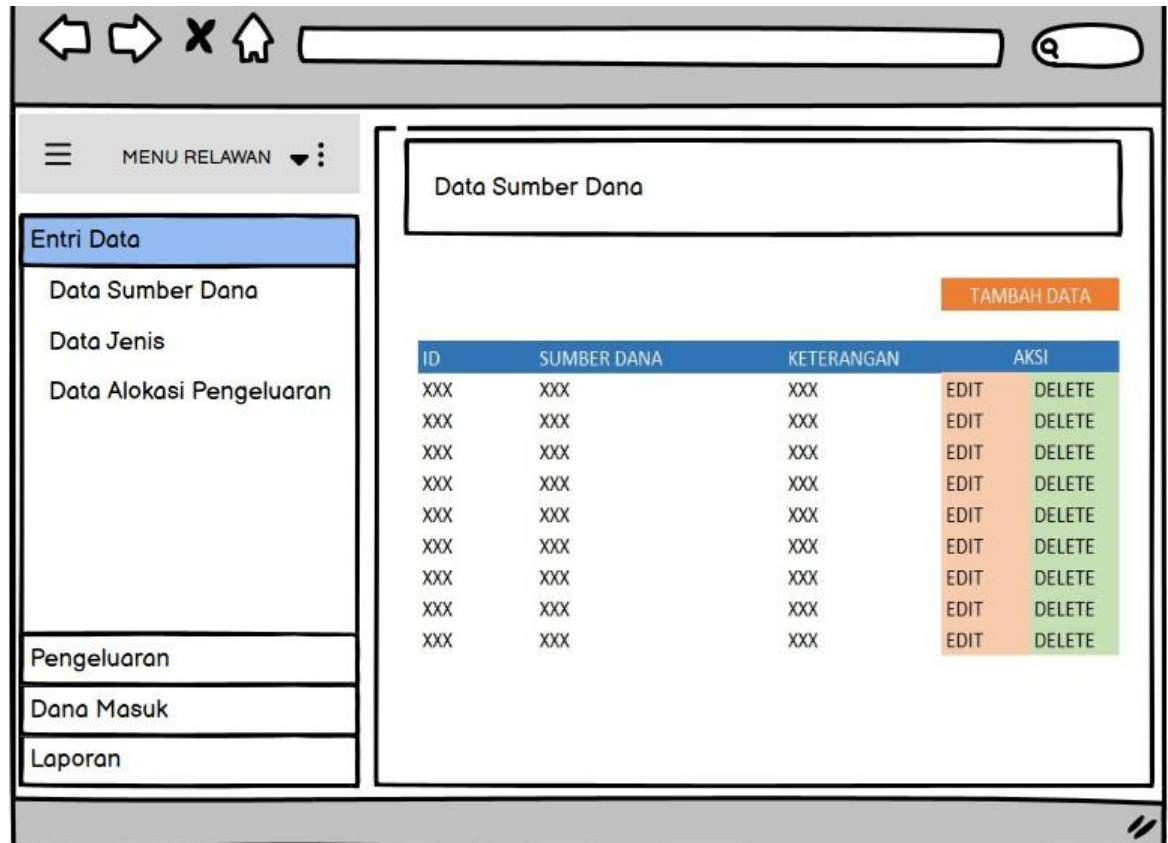 MENU RELAWAN
Entri Data
Data Sumber Dana
Data Jenis
Data Alokasi Pengeluaran
Pengeluaran
Dana Masuk
Laporan
Data Sumber Dana
TAMBAH DATA
ID SUMBER DANA KETERANGAN AKSI
XXX XXX XXX EDIT DELETE
XXX XXX XXX EDIT DELETE
XXX XXX XXX EDIT DELETE
XXX XXX XXX EDIT DELETE
XXX XXX XXX EDIT DELETE
XXX XXX XXX EDIT DELETE
XXX XXX XXX EDIT DELETE
XXX XXX XXX EDIT DELETE
XXX XXX XXX EDIT DELETE